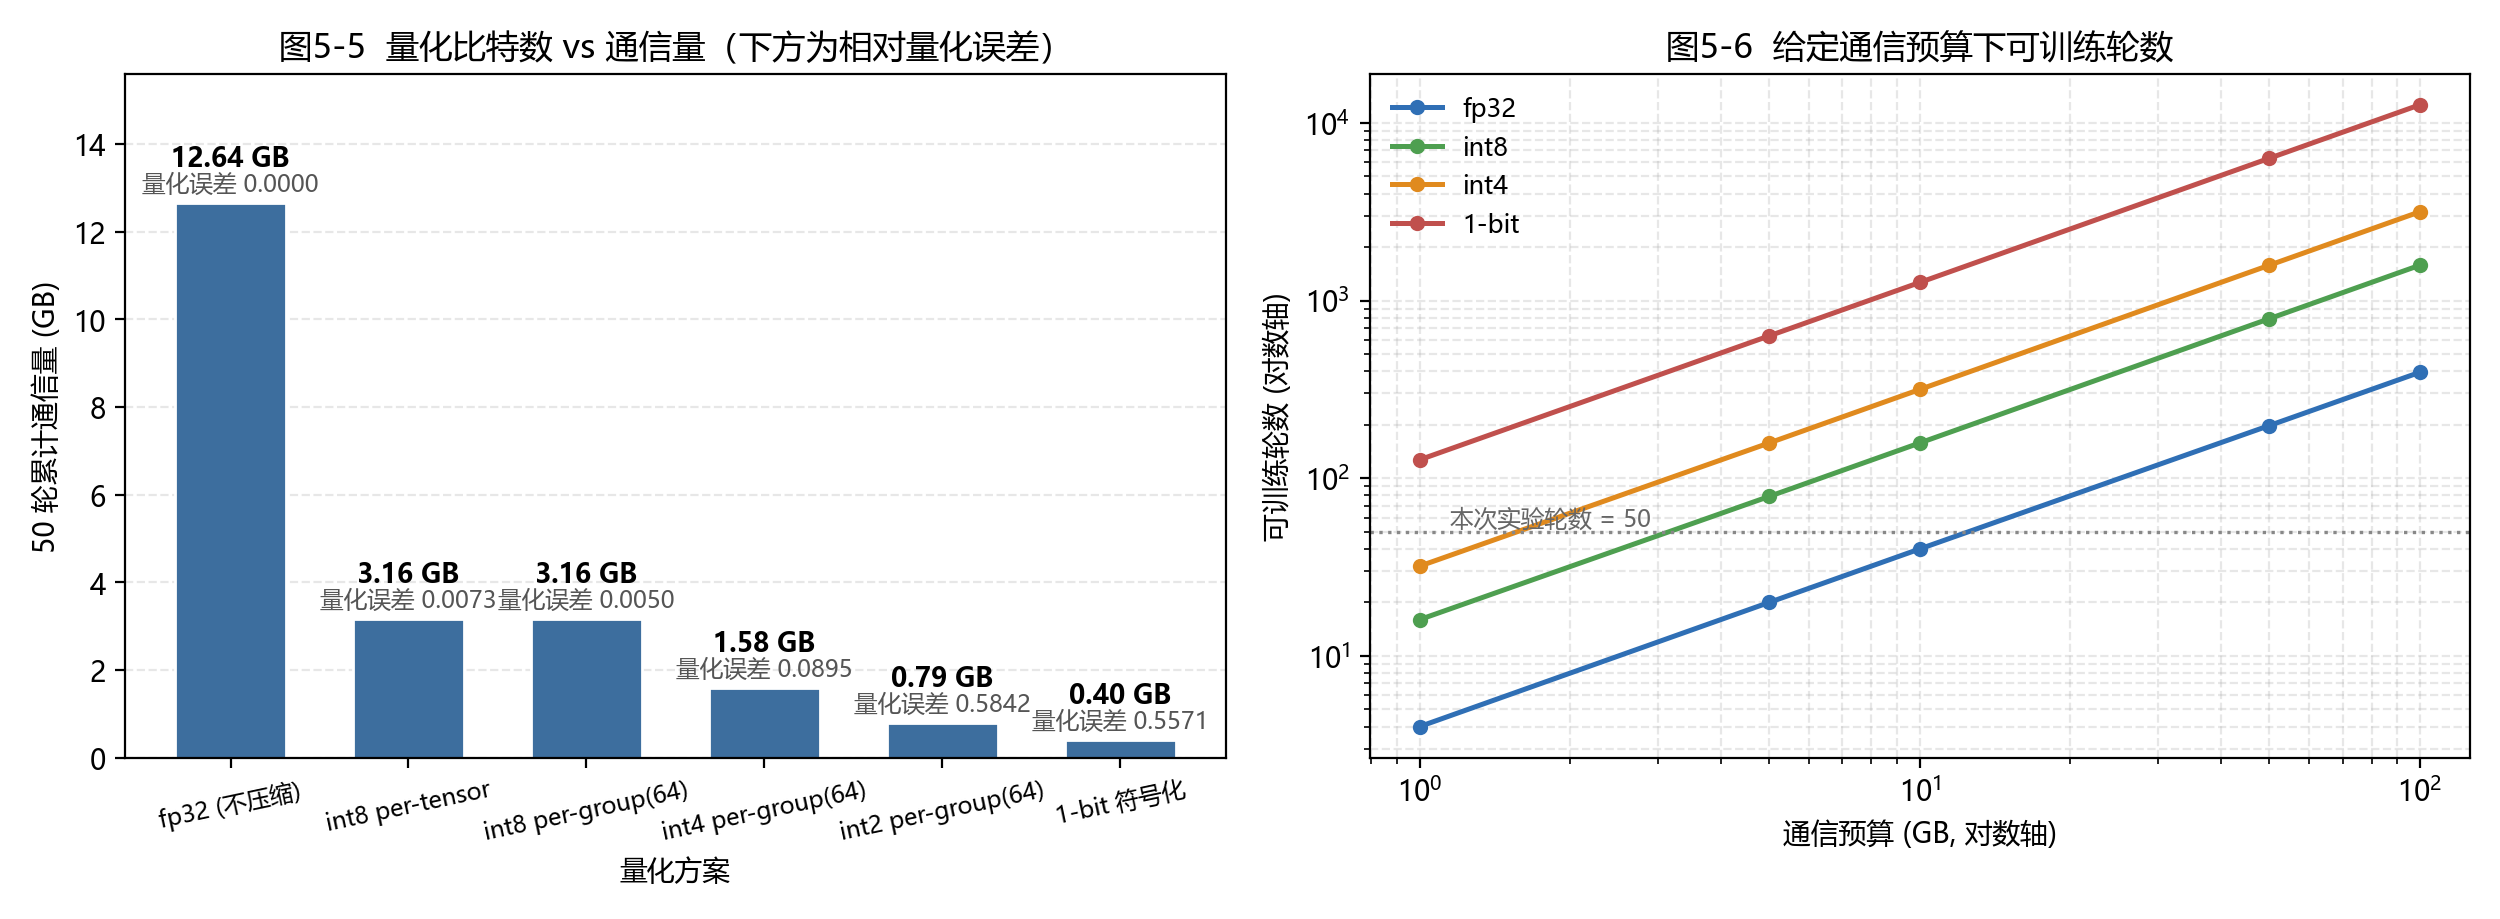 图5-5 量化比特数 vs 通信量（下方为相对量化误差）
50 轮累计通信量 (GB)
14
12
10
8
6
4
2
0
12.64 GB
量化误差 0.0000
3.16 GB
量化误差 0.0073
3.16 GB
量化误差 0.0050
1.58 GB
量化误差 0.0895
0.79 GB
量化误差 0.5842
0.40 GB
量化误差 0.5571
fp32 (不压缩)
int8 per-tensor
int8 per-group(64)
int4 per-group(64)
int2 per-group(64)
1-bit 符号化
量化方案
图5-6 给定通信预算下可训练轮数
可训练轮数 (对数轴)
10⁴
10³
10²
10¹
fp32
int8
int4
1-bit
本次实验轮数 = 50
10⁰
10¹
10²
通信预算 (GB, 对数轴)